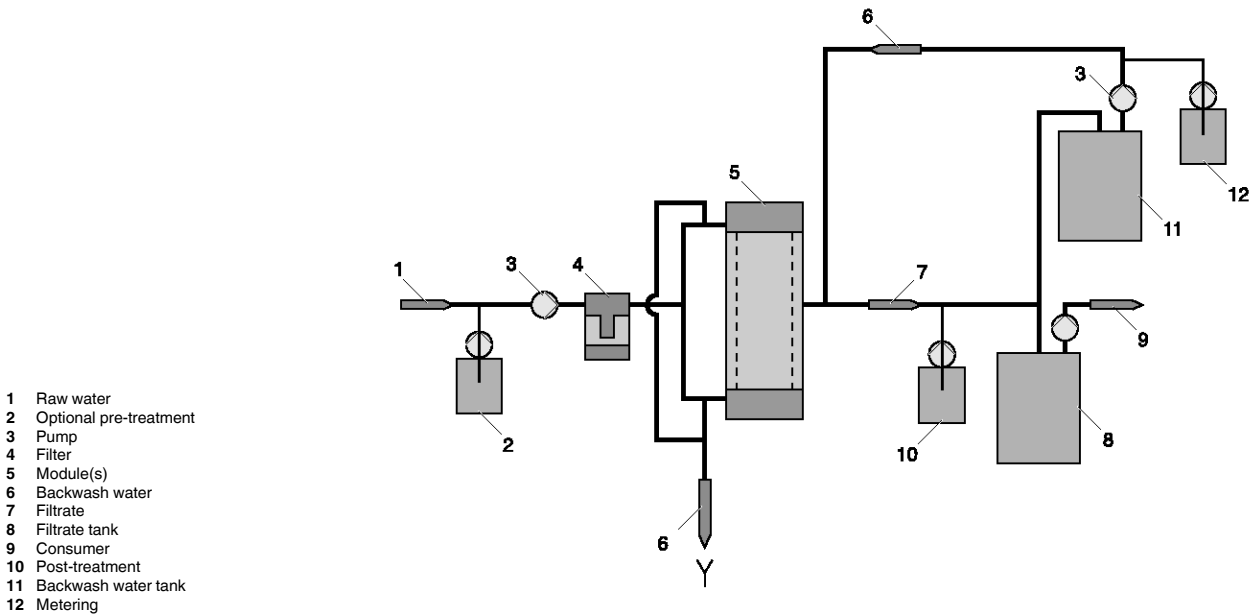 6
3
5
12
11
1
3
4
7
9
2
10
8
6
1 Raw water
2 Optional pre-treatment
3 Pump
4 Filter
5 Module(s)
6 Backwash water
7 Filtrate
8 Filtrate tank
9 Consumer
10 Post-treatment
11 Backwash water tank
12 Metering